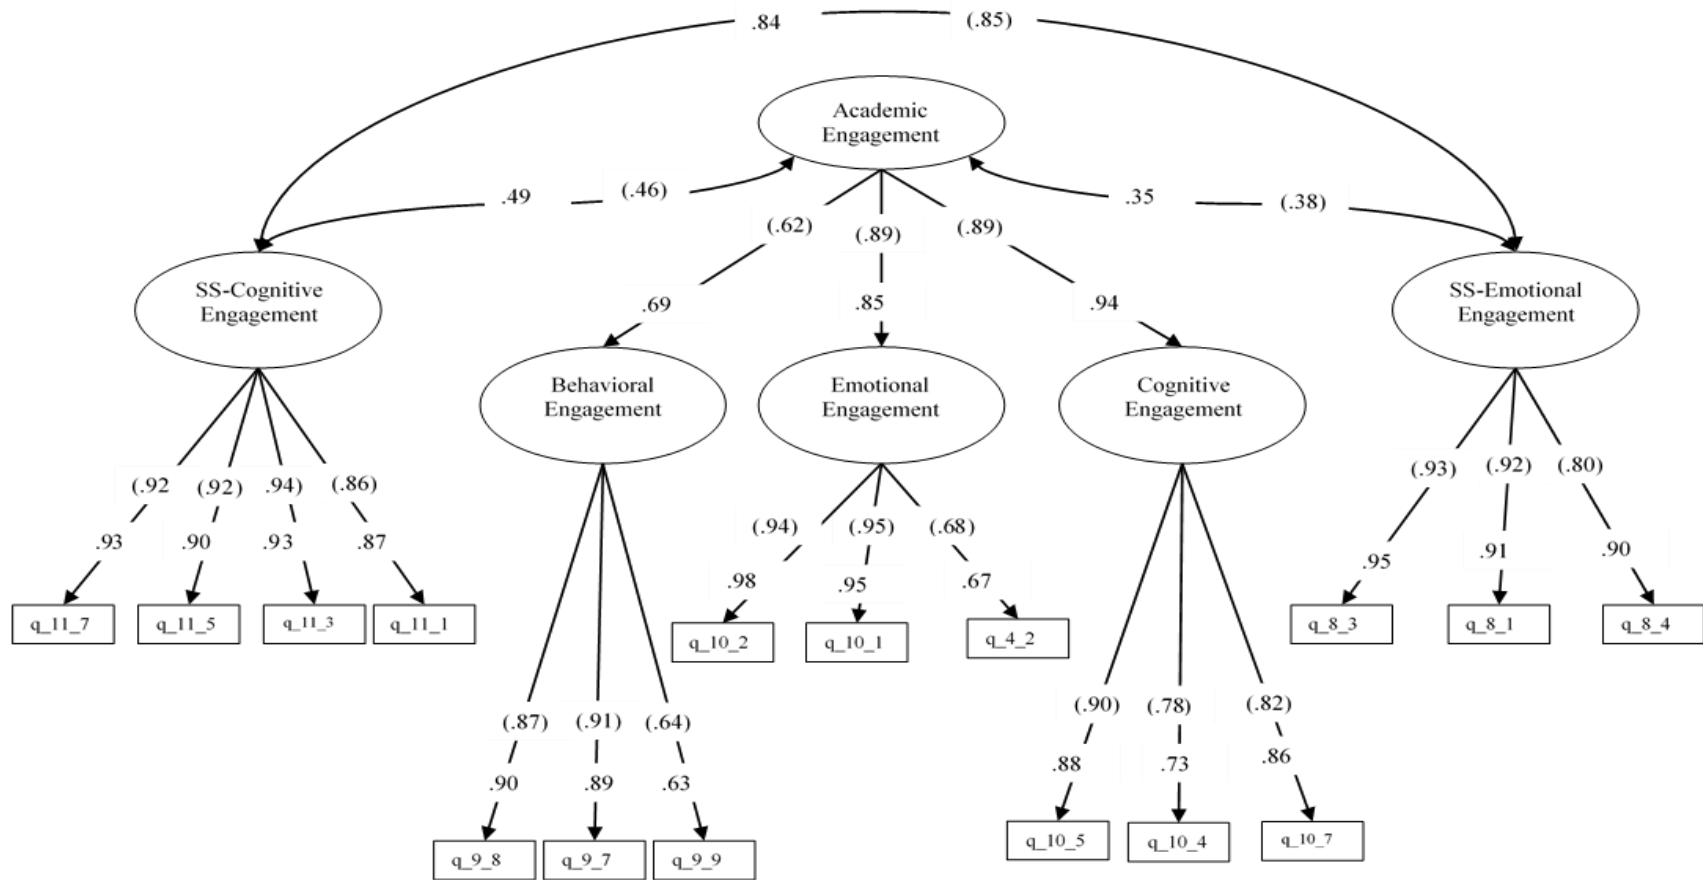 .84 (.85)
Academic
Engagement
.49 (.46)
.35 (.38)
(.62) (.89) (.89)
SS-Cognitive
Engagement
SS-Emotional
Engagement
.69 .85 .94
Behavioral
Engagement
Emotional
Engagement
Cognitive
Engagement
(.92 (.92) .94) (.86)
(.93) (.92) (.80)
(.94) (.95) (.68)
.93 .90 .93 .87
.95 .91 .90
.98 .95 .67
q_11_7 q_11_5 q_11_3 q_11_1
q_10_2 q_10_1 q_4_2
q_8_3 q_8_1 q_8_4
(.87) (.91) (.64)
(.90) (.78) (.82)
.90 .89 .63
.88 .73 .86
q_9_8 q_9_7 q_9_9
q_10_5 q_10_4 q_10_7